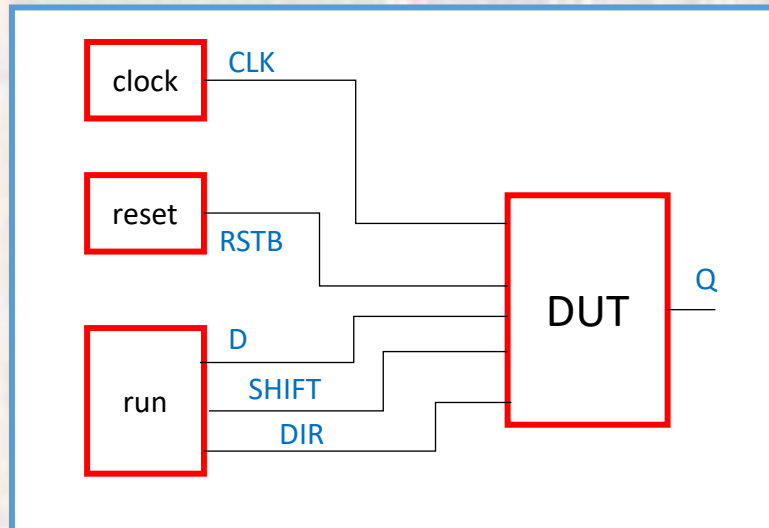 clock
CLK
reset
RSTB
run
D
SHIFT
DIR
DUT
Q